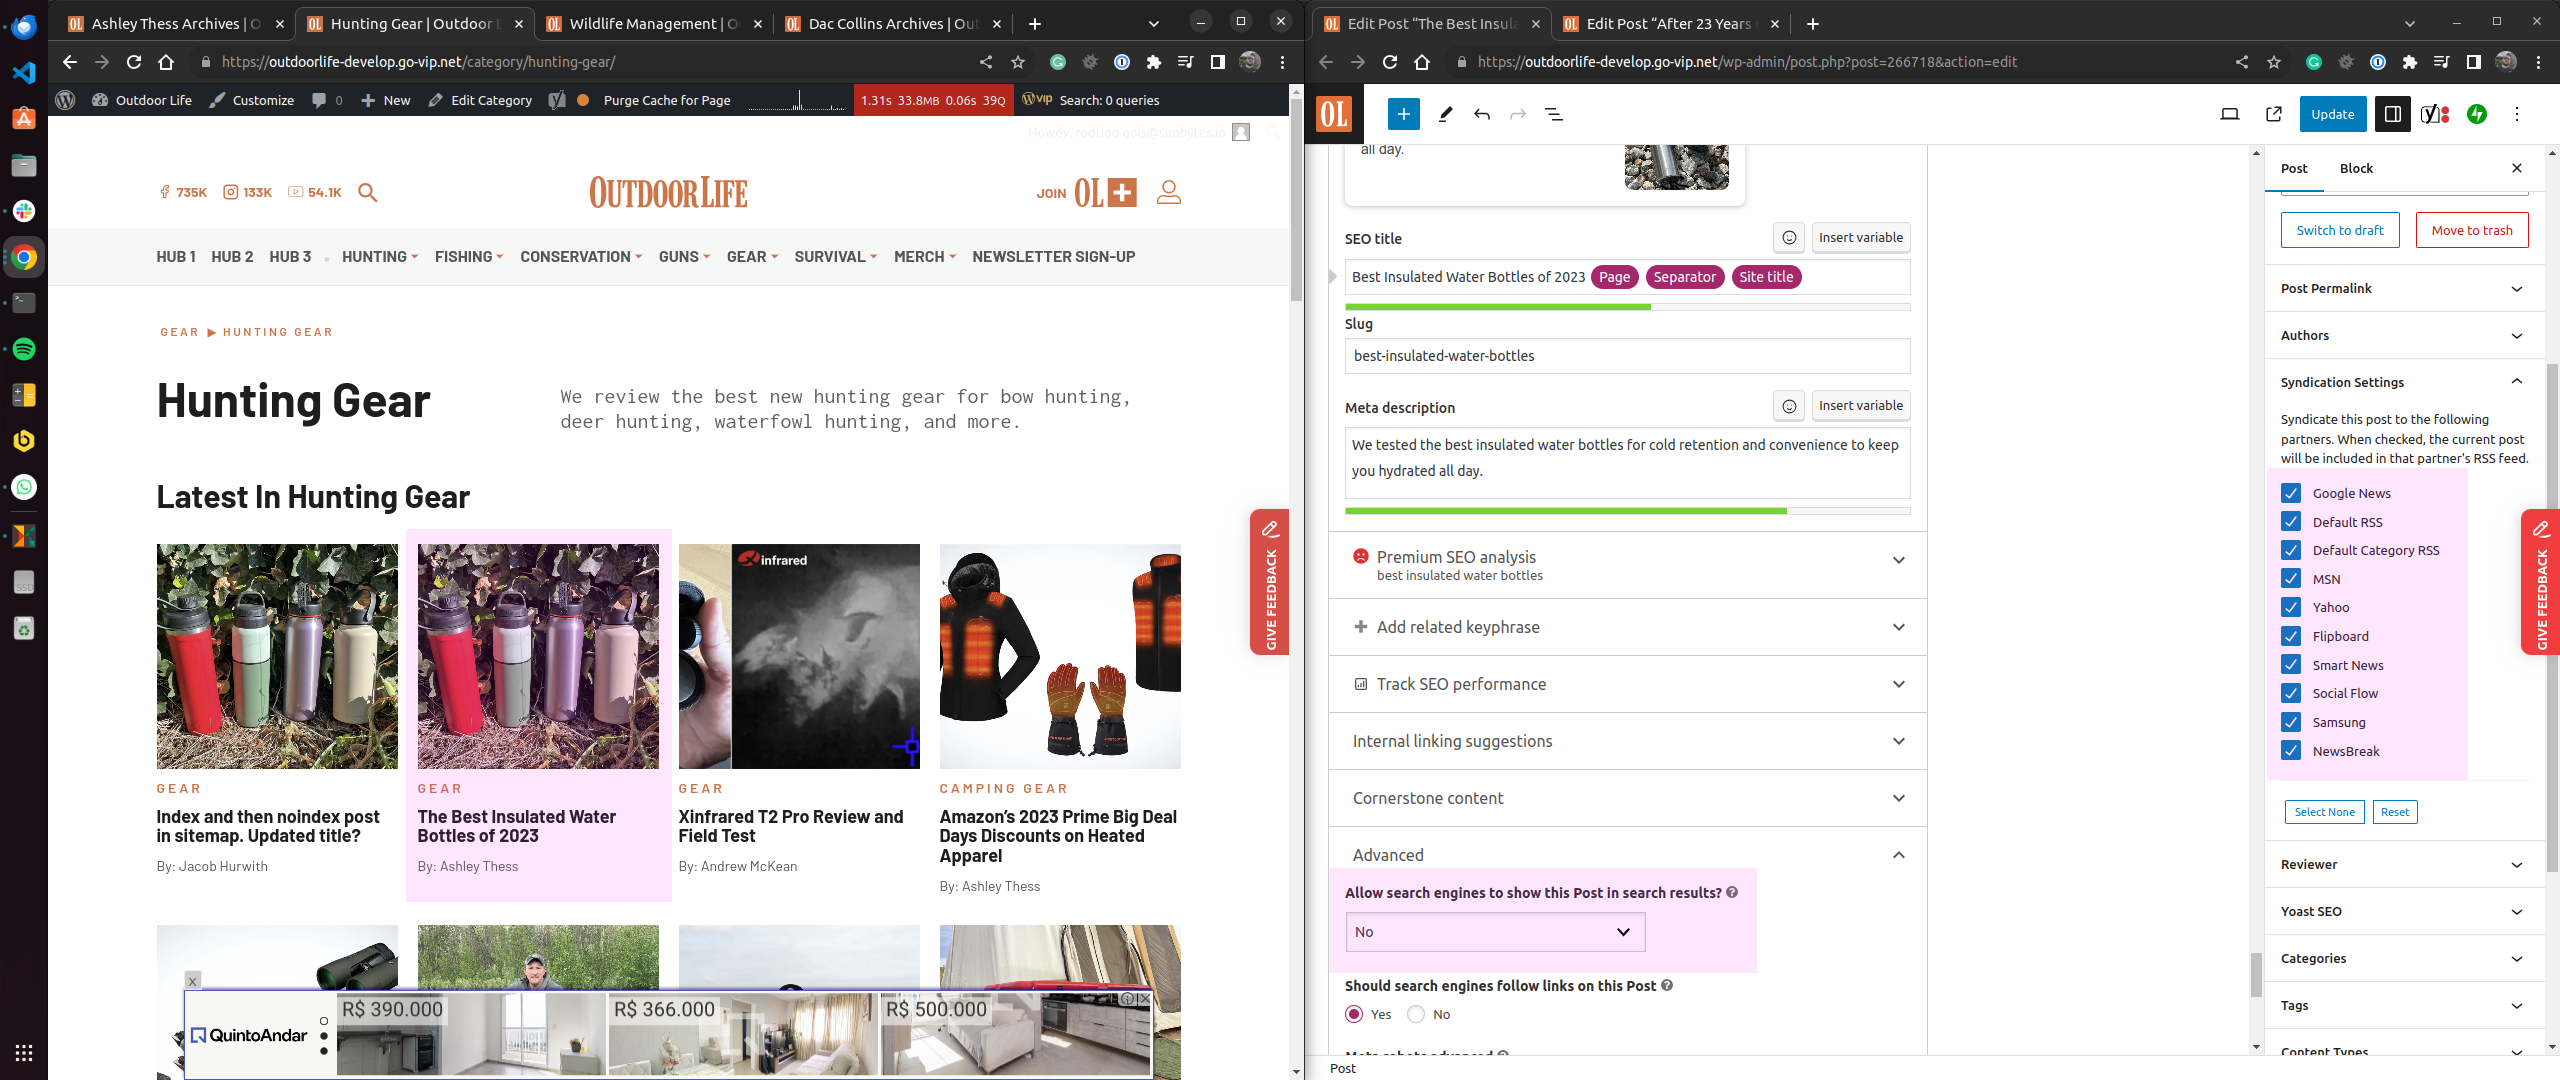 Ashley Thess Archives | O
Hunting Gear | Outdoor L
Wildlife Management | O
Dac Collins Archives | Out
https://outdoorlife-develop.go-vip.net/category/hunting-gear/
Outdoor Life
Customize
0
New
Edit Category
Purge Cache for Page
1.31s 33.8MB 0.06s 39Q
vip
Search: 0 queries
Howdy, rodrigo.gois@sunbytes.io
735K
133K
54.1K
OUTDOOR LIFE
JOIN OL
HUB 1
HUB 2
HUB 3
HUNTING
FISHING
CONSERVATION
GUNS
GEAR
SURVIVAL
MERCH
NEWSLETTER SIGN-UP
GEAR ▶ HUNTING GEAR
Hunting Gear
We review the best new hunting gear for bow hunting,
deer hunting, waterfowl hunting, and more.
Latest In Hunting Gear
infrared
GEAR
Index and then noindex post
in sitemap. Updated title?
By: Jacob Hurwith
GEAR
The Best Insulated Water
Bottles of 2023
By: Ashley Thess
GEAR
Xinfrared T2 Pro Review and
Field Test
By: Andrew McKean
CAMPING GEAR
Amazon's 2023 Prime Big Deal
Days Discounts on Heated
Apparel
By: Ashley Thess
GIVE FEEDBACK
x
QuintoAndar
R$ 390.000
R$ 366.000
R$ 500.000
SSD
Edit Post “The Best Insula
Edit Post “After 23 Years
https://outdoorlife-develop.go-vip.net/wp-admin/post.php?post=266718&action=edit
OL
Update
all day.
SEO title
Insert variable
Best Insulated Water Bottles of 2023 Page Separator Site title
Slug
best-insulated-water-bottles
Meta description
Insert variable
We tested the best insulated water bottles for cold retention and convenience to keep
you hydrated all day.
Premium SEO analysis
best insulated water bottles
Add related keyphrase
Track SEO performance
Internal linking suggestions
Cornerstone content
Advanced
Allow search engines to show this Post in search results?
No
Should search engines follow links on this Post
Yes
No
Post
Post
Block
Switch to draft
Move to trash
Post Permalink
Authors
Syndication Settings
Syndicate this post to the following
partners. When checked, the current post
will be included in that partner's RSS feed.
Google News
Default RSS
Default Category RSS
MSN
Yahoo
Flipboard
Smart News
Social Flow
Samsung
NewsBreak
Select None
Reset
Reviewer
Yoast SEO
Categories
Tags
Content Types
GIVE FEEDBACK